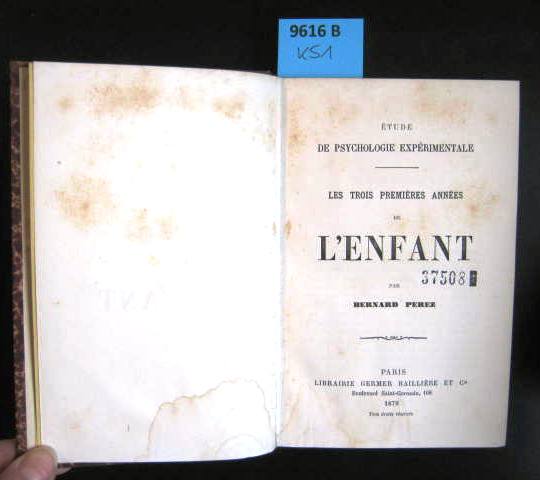 9616 B
KS1
ÉTUDE
DE PSYCHOLOGIE EXPÉRIMENTALE
LES TROIS PREMIÈRES ANNÉES
DE
L'ENFANT
37508
PAR
BERNARD PEREZ
PARIS
LIBRAIRIE GERMER BAILLIÈRE ET Cie
Boulevard Saint-Germain, 108
1878
Tous droits réservés